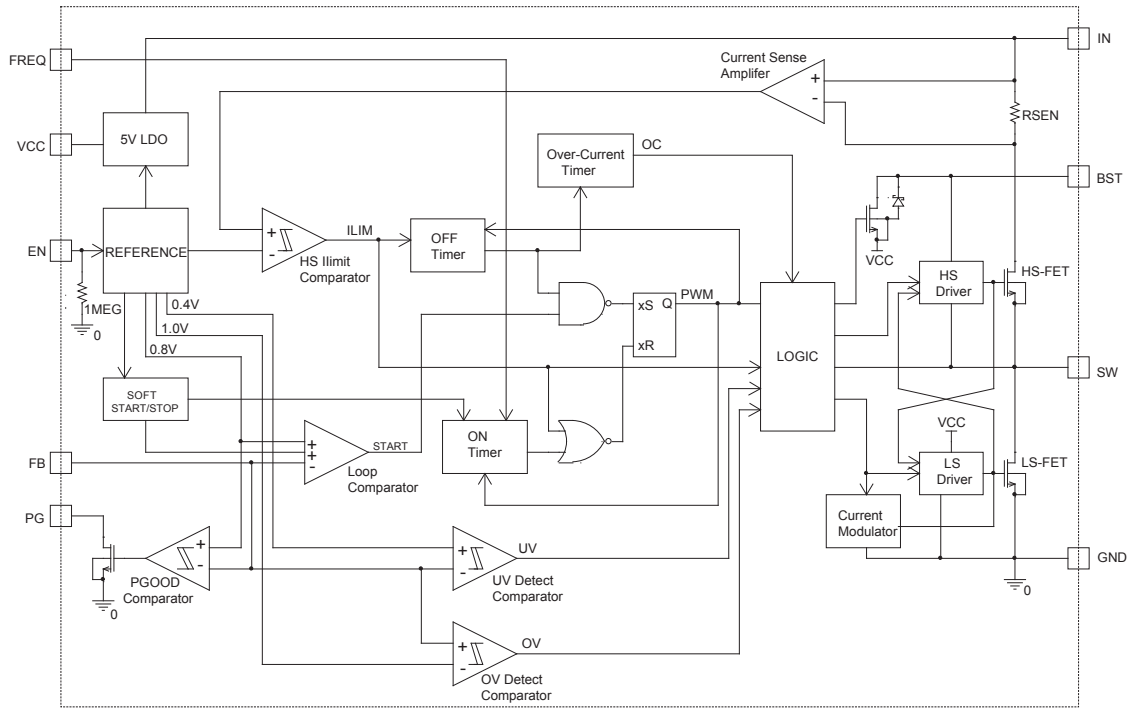 IN
FREQ
Current Sense
Amplifer
+
-
RSEN
5V LDO
VCC
Over-Current
Timer
OC
BST
EN
REFERENCE
+
-
ILIM
HS Ilimit
Comparator
OFF
Timer
VCC
HS
Driver
HS-FET
1MEG
0
0.4V
1.0V
0.8V
xS
Q
xR
PWM
LOGIC
SW
SOFT
START/STOP
+
+
-
START
Loop
Comparator
ON
Timer
VCC
LS
Driver
LS-FET
FB
PG
Current
Modulator
+
-
PGOOD
Comparator
0
+
-
UV
UV Detect
Comparator
GND
0
+
-
OV
OV Detect
Comparator